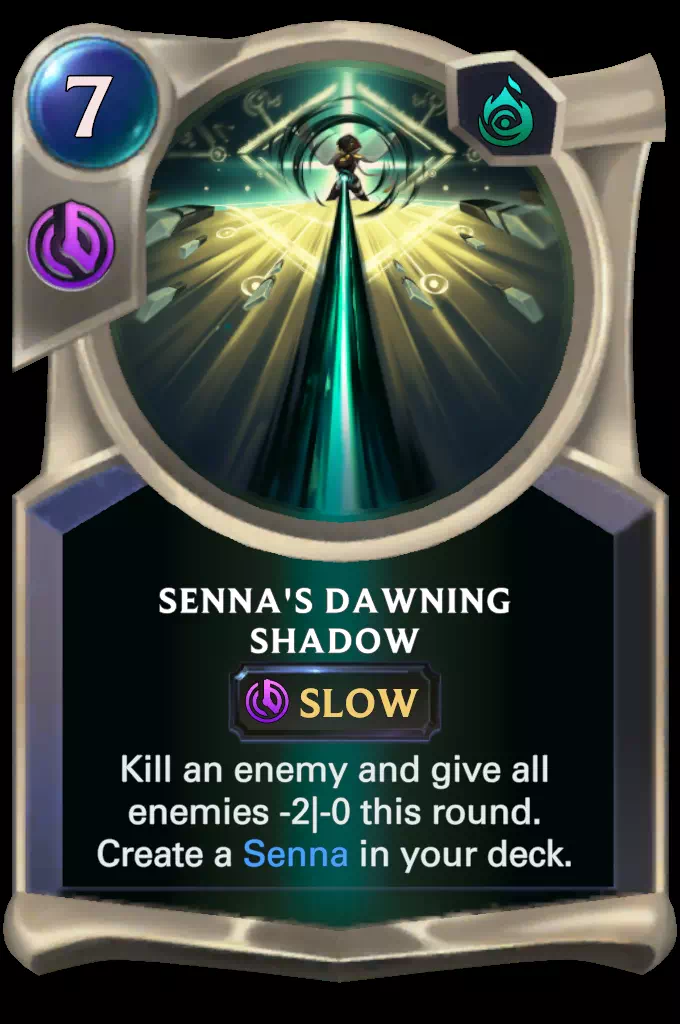 7
SENNA'S DAWNING
SHADOW
SLOW
Kill an enemy and give all
enemies -2|-0 this round.
Create a Senna in your deck.